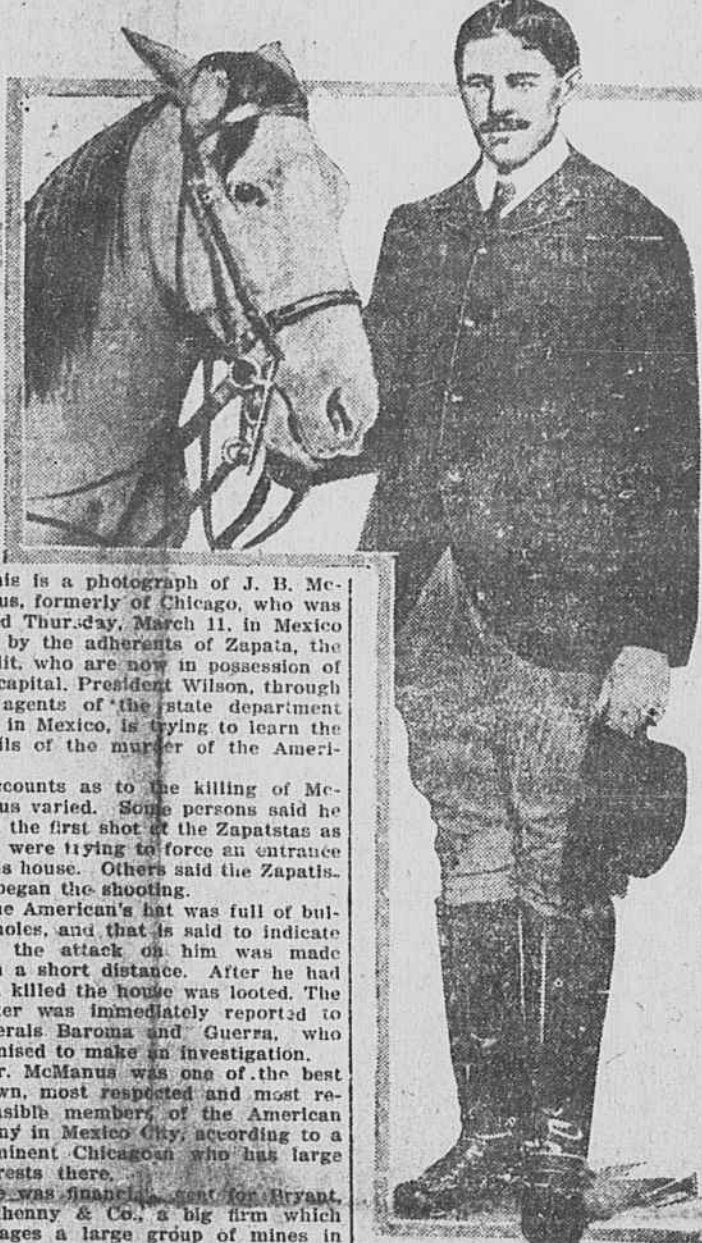 his is a photograph of J. B. Mc-
us, formerly of Chicago, who was
d Thursday, March 11, in Mexico
by the adherents of Zapata, the
dit, who are now in possession of
capital. President Wilson, through
agents of the state department
in Mexico, is trying to learn the
ils of the murder of the Ameri-
counts as to the killing of Mc-
us varied. Some persons said he
the first shot at the Zapatstas as
were trying to force an entrance
s house. Others said the Zapatis-
began the shooting.
he American's hat was full of bul-
holes, and that is said to indicate
the attack on him was made
a short distance. After he had
killed the house was looted. The
ter was immediately reported to
erals Baroma and Guerra, who
mised to make an investigation.
r. McManus was one of the best
wn, most respected and most re-
nsible members of the American
ny in Mexico City, according to a
minent Chicagoan who has large
rests there.
e was financial agent for Bryant,
henny & Co., a big firm which
ages a large group of mines in